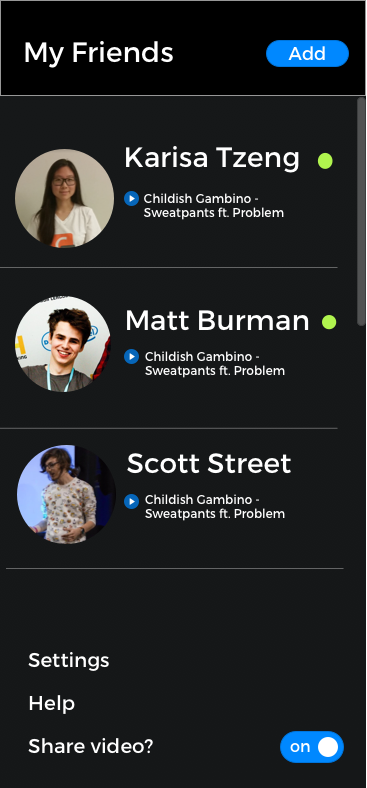 My Friends
Add
Karisa Tzeng
Childish Gambino -
Sweatpants ft. Problem
Matt Burman
Childish Gambino -
Sweatpants ft. Problem
Scott Street
Childish Gambino -
Sweatpants ft. Problem
Settings
Help
Share video?
on